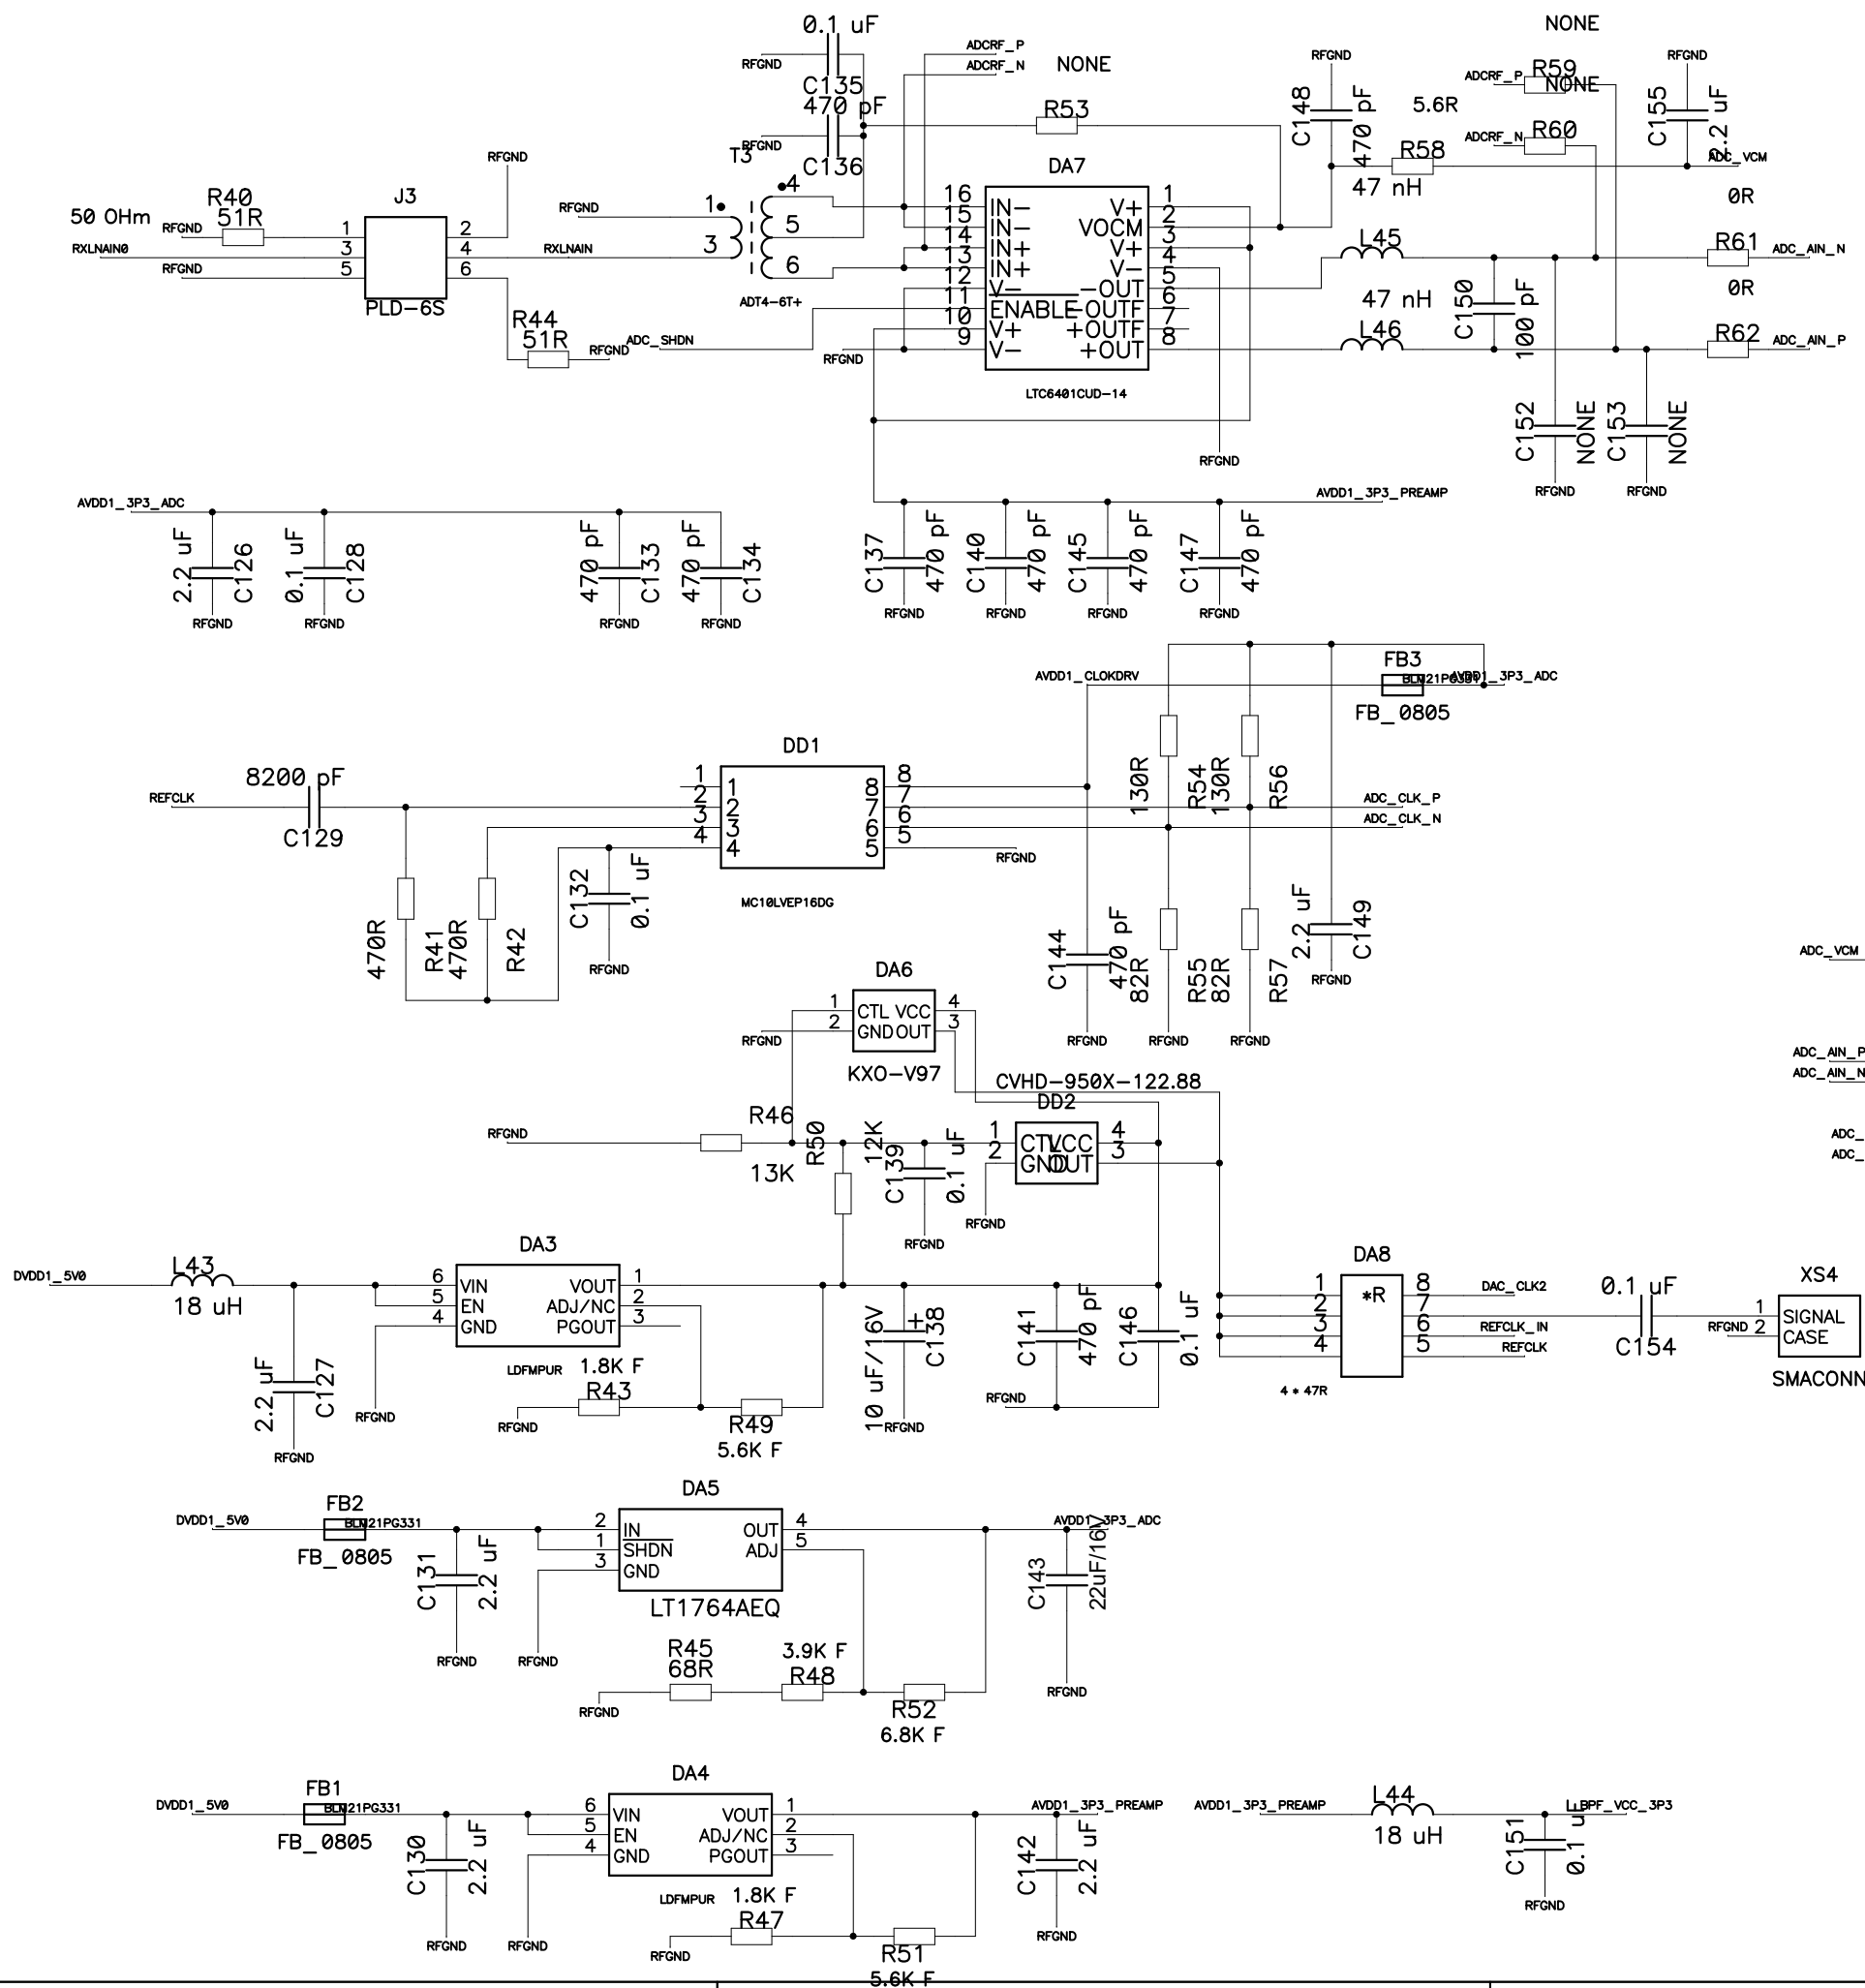 0.1 uF
RFGND
C135
470 pF
RFGND
C136
T3
ADCRF_P
ADCRF_N
NONE
R53
DA7
RFGND
C148
470 pF
5.6R
R58
47 nH
NONE
ADCRF_P
R59
NONE
ADCRF_N
R60
RFGND
C155
2.2 uF
ADC_VCM
50 OHm
R40
51R
RFGND
RXLNAIN0
RFGND
J3
1
3
5
2
4
6
PLD-6S
RFGND
RXLNAIN
R44
51R
RFGND
RFGND
1
3
4
5
6
ADT4-6T+
ADC_SHDN
RFGND
16
15
14
13
12
11
10
9
IN-
IN-
IN+
IN+
V-
ENABLE
V+
V-
V+
VOCM
V+
V-
-OUT
-OUTF
+OUTF
+OUT
1
2
3
4
5
6
7
8
LTC6401CUD-14
RFGND
L45
47 nH
L46
C150
100 pF
0R
R61
ADC_AIN_N
0R
R62
ADC_AIN_P
C152
NONE
RFGND
C153
NONE
RFGND
AVDD1_3P3_ADC
2.2 uF
C126
RFGND
0.1 uF
C128
RFGND
470 pF
C133
RFGND
470 pF
C134
RFGND
AVDD1_3P3_PREAMP
C137
470 pF
RFGND
C140
470 pF
RFGND
C145
470 pF
RFGND
C147
470 pF
RFGND
AVDD1_CLOKDRV
FB3
BLM21PG331
AVDD1_3P3_ADC
FB_0805
REFCLK
8200 pF
C129
DD1
1
2
3
4
1
2
3
4
8
7
6
5
8
7
6
5
MC10LVEP16DG
RFGND
470R
R41
470R
R42
C132
0.1 uF
RFGND
130R
R54
130R
R56
ADC_CLK_P
ADC_CLK_N
C144
470 pF
RFGND
82R
R55
RFGND
82R
R57
RFGND
2.2 uF
C149
RFGND
ADC_VCM
ADC_AIN_P
ADC_AIN_N
ADC_
ADC_
DA6
1
2
CTL
GND
VCC
OUT
4
3
RFGND
KXO-V97
CVHD-950X-122.88
DD2
1
2
CTL
GND
VCC
OUT
4
3
RFGND
RFGND
R46
13K
R50
12K
C139
0.1 uF
RFGND
DVDD1_5V0
L43
18 uH
2.2 uF
C127
RFGND
RFGND
DA3
6
5
4
VIN
EN
GND
VOUT
ADJ/NC
PGOUT
1
2
3
LDFMPUR
1.8K F
R43
RFGND
R49
5.6K F
10 uF/16V
+
C138
RFGND
C141
470 pF
C146
0.1 uF
RFGND
DA8
1
2
3
4
*R
8
7
6
5
4 * 47R
DAC_CLK2
REFCLK_IN
REFCLK
0.1 uF
C154
XS4
1
2
RFGND
SIGNAL
CASE
SMACONN
DVDD1_5V0
FB2
BLM21PG331
FB_0805
C131
2.2 uF
RFGND
RFGND
DA5
2
1
3
IN
SHDN
GND
OUT
ADJ
4
5
LT1764AEQ
AVDD1_3P3_ADC
C143
22uF/16V
RFGND
R45
68R
RFGND
3.9K F
R48
R52
6.8K F
DVDD1_5V0
FB1
BLM21PG331
FB_0805
C130
2.2 uF
RFGND
RFGND
DA4
6
5
4
VIN
EN
GND
VOUT
ADJ/NC
PGOUT
1
2
3
LDFMPUR
1.8K F
R47
RFGND
R51
5.6K F
AVDD1_3P3_PREAMP
C142
2.2 uF
RFGND
AVDD1_3P3_PREAMP
L44
18 uH
C151
0.1 uF
BPF_VCC_3P3
RFGND